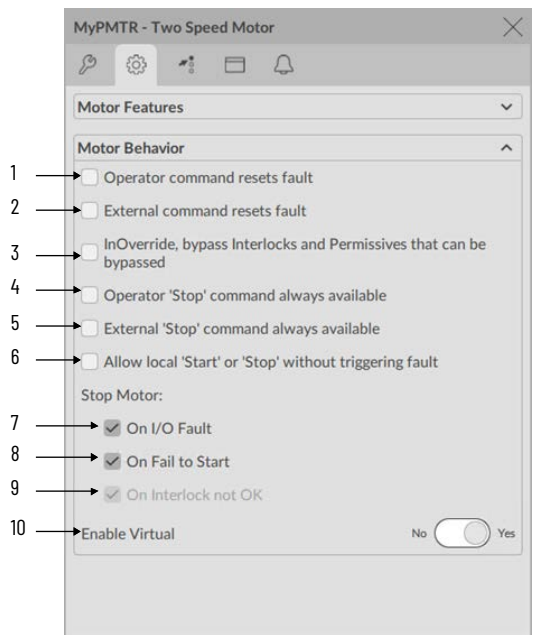 MyPMTR - Two Speed Motor
Motor Features
Motor Behavior
1 Operator command resets fault
2 External command resets fault
3 InOverride, bypass Interlocks and Permissives that can be
bypassed
4 Operator 'Stop' command always available
5 External 'Stop' command always available
6 Allow local 'Start' or 'Stop' without triggering fault
Stop Motor:
7 On I/O Fault
8 On Fail to Start
9 On Interlock not OK
10 Enable Virtual No Yes